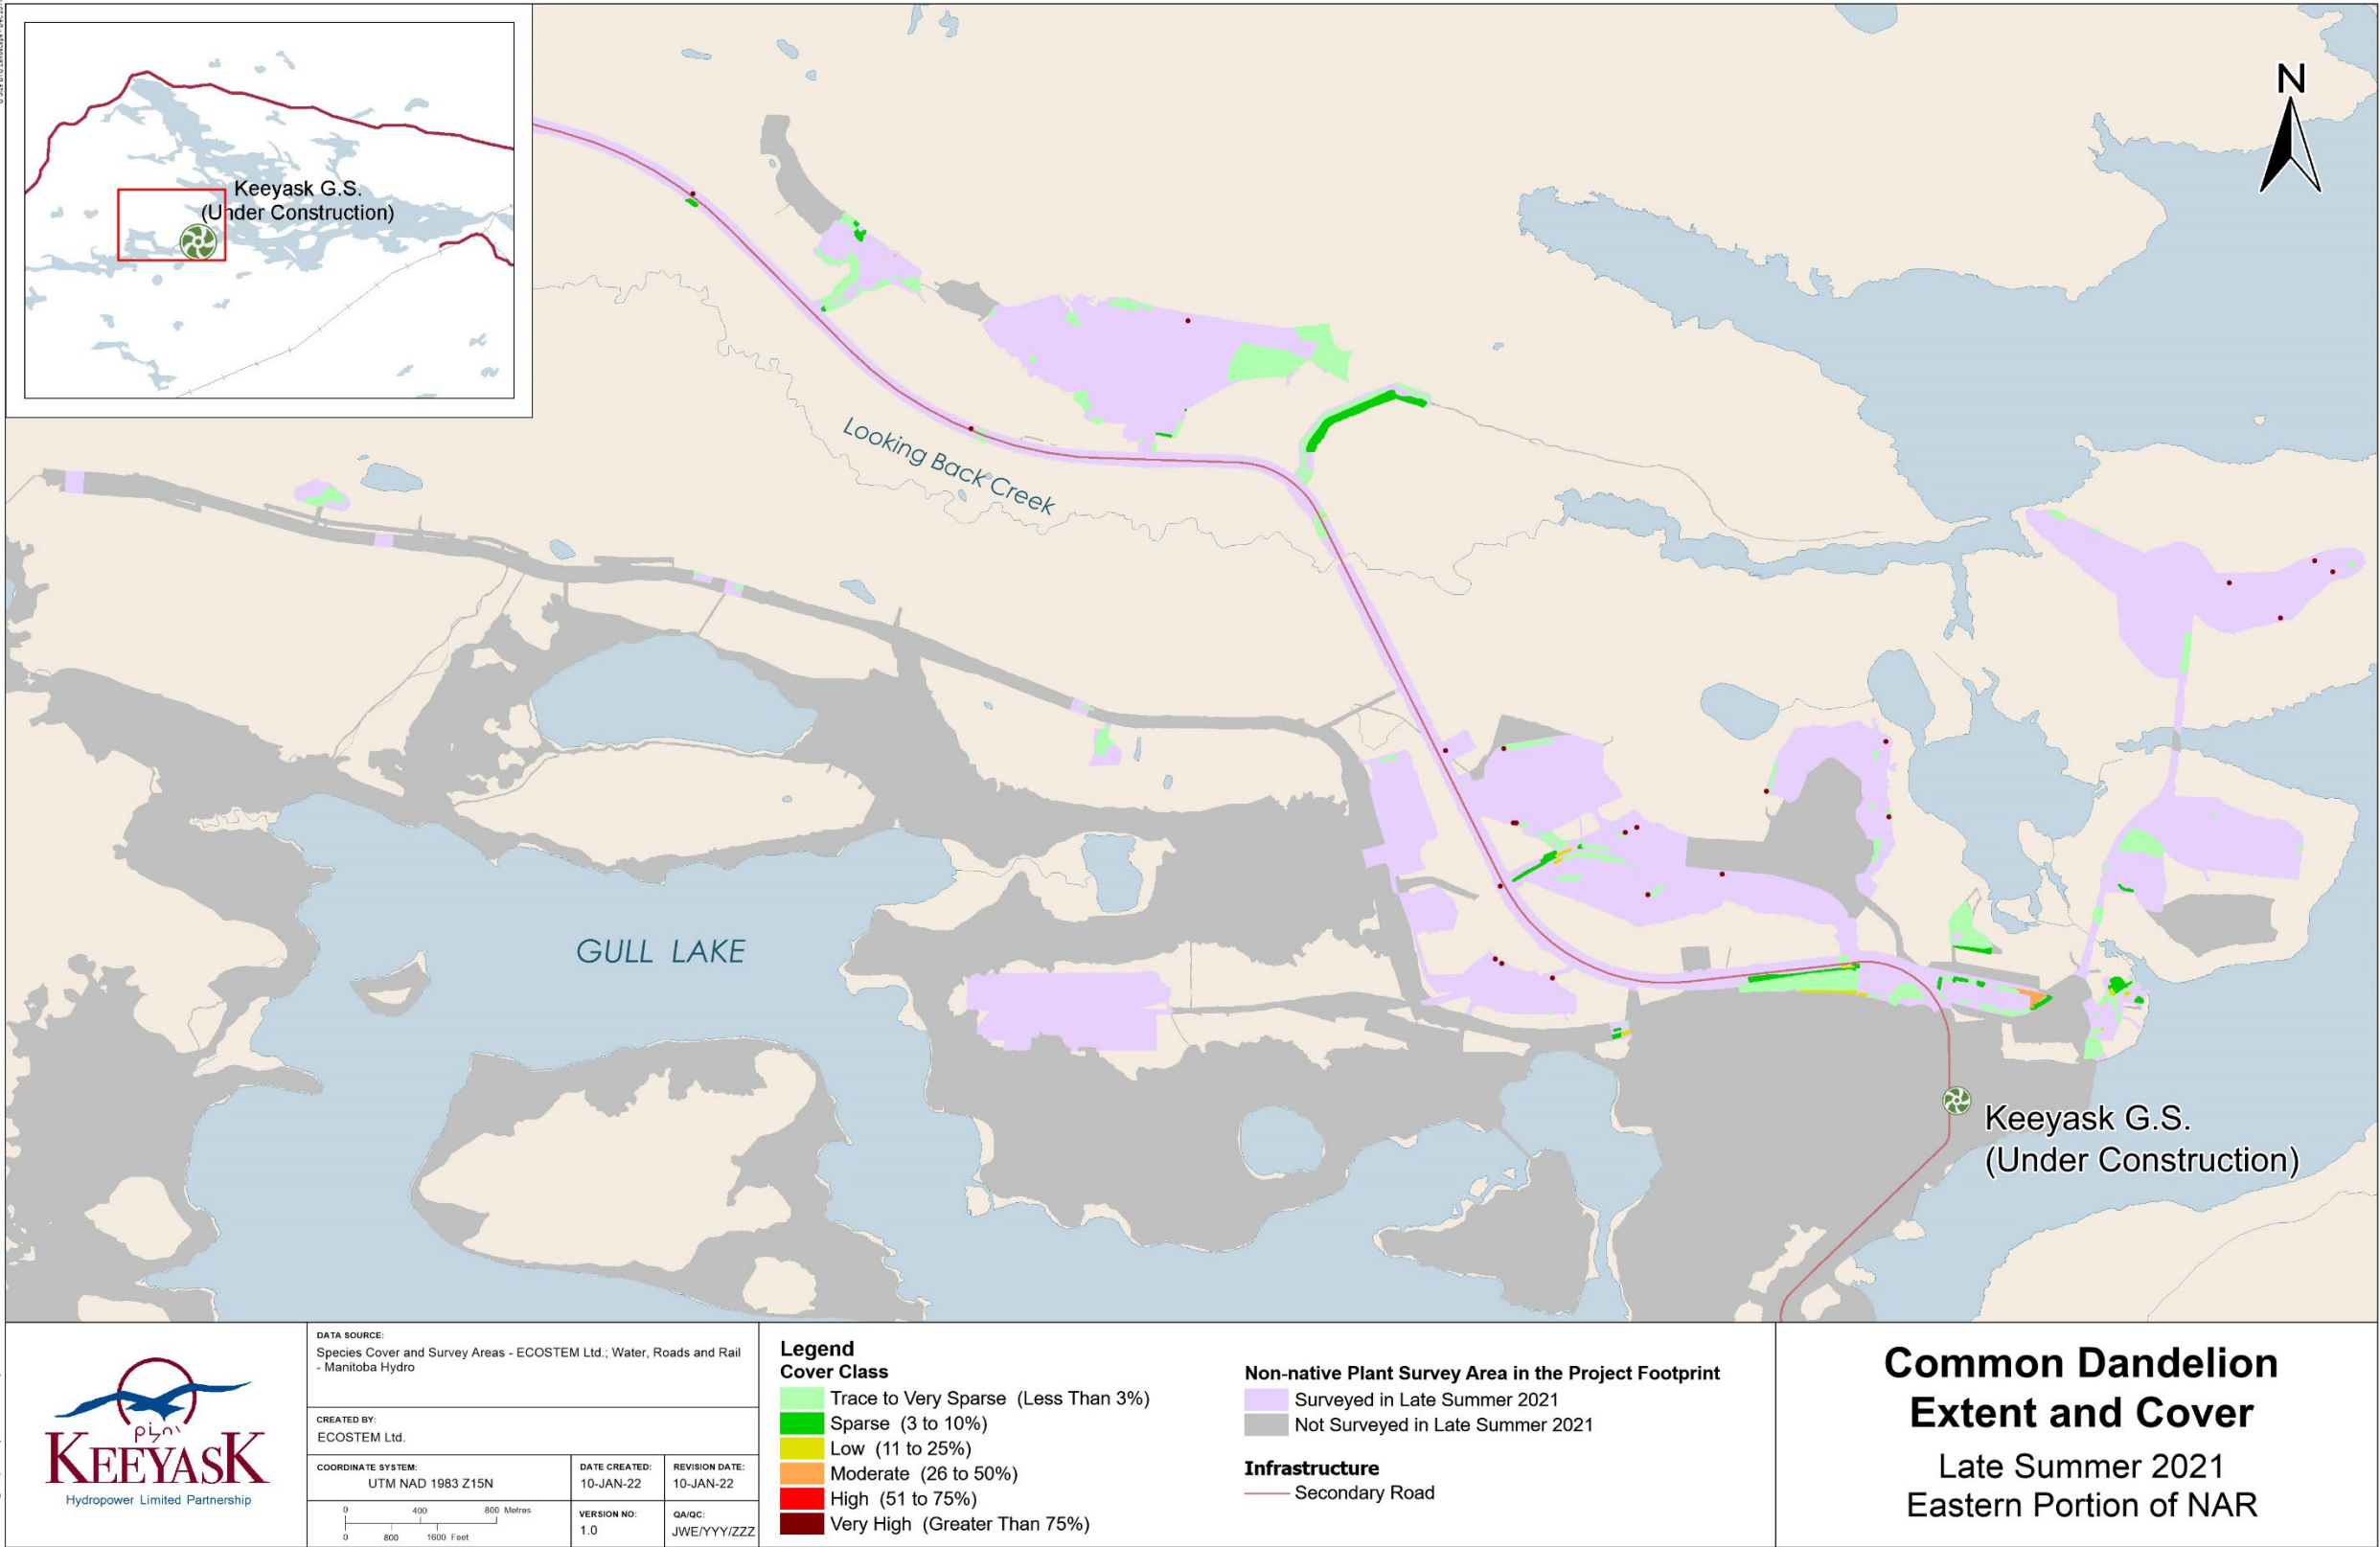 Keeyask G.S.
(Under Construction)
N
Looking Back Creek
GULL LAKE
Keeyask G.S.
(Under Construction)
KEEYASK
Hydropower Limited Partnership
DATA SOURCE:
Species Cover and Survey Areas - ECOSTEM Ltd.; Water, Roads and Rail
- Manitoba Hydro
CREATED BY:
ECOSTEM Ltd.
COORDINATE SYSTEM:
UTM NAD 1983 Z15N
DATE CREATED:
10-JAN-22
REVISION DATE:
10-JAN-22
0 400 800 Metres
0 800 1600 Feet
VERSION NO:
1.0
QA/QC:
JWE/YYY/ZZZ
Legend
Cover Class
Trace to Very Sparse (Less Than 3%)
Sparse (3 to 10%)
Low (11 to 25%)
Moderate (26 to 50%)
High (51 to 75%)
Very High (Greater Than 75%)
Non-native Plant Survey Area in the Project Footprint
Surveyed in Late Summer 2021
Not Surveyed in Late Summer 2021
Infrastructure
Secondary Road
Common Dandelion
Extent and Cover
Late Summer 2021
Eastern Portion of NAR